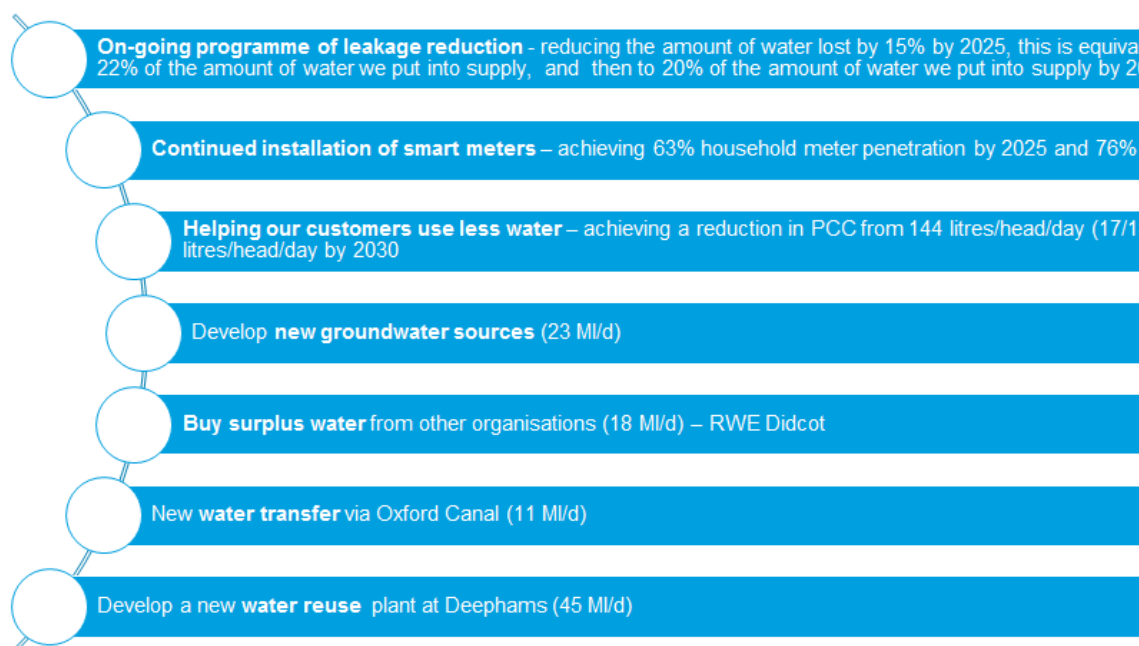 On-going programme of leakage reduction - reducing the amount of water lost by 15% by 2025, this is
22% of the amount of water we put into supply, and then to 20% of the amount of water we put into supply by
Continued installation of smart meters – achieving 63% household meter penetration by 2025 and 76%
Helping our customers use less water – achieving a reduction in PCC from 144 litres/head/day
litres/head/day by 2030
Develop new groundwater sources (23 Ml/d)
Buy surplus water from other organisations (18 Ml/d) – RWE Didcot
New water transfer via Oxford Canal (11 Ml/d)
Develop a new water reuse plant at Deephams (45 Ml/d)